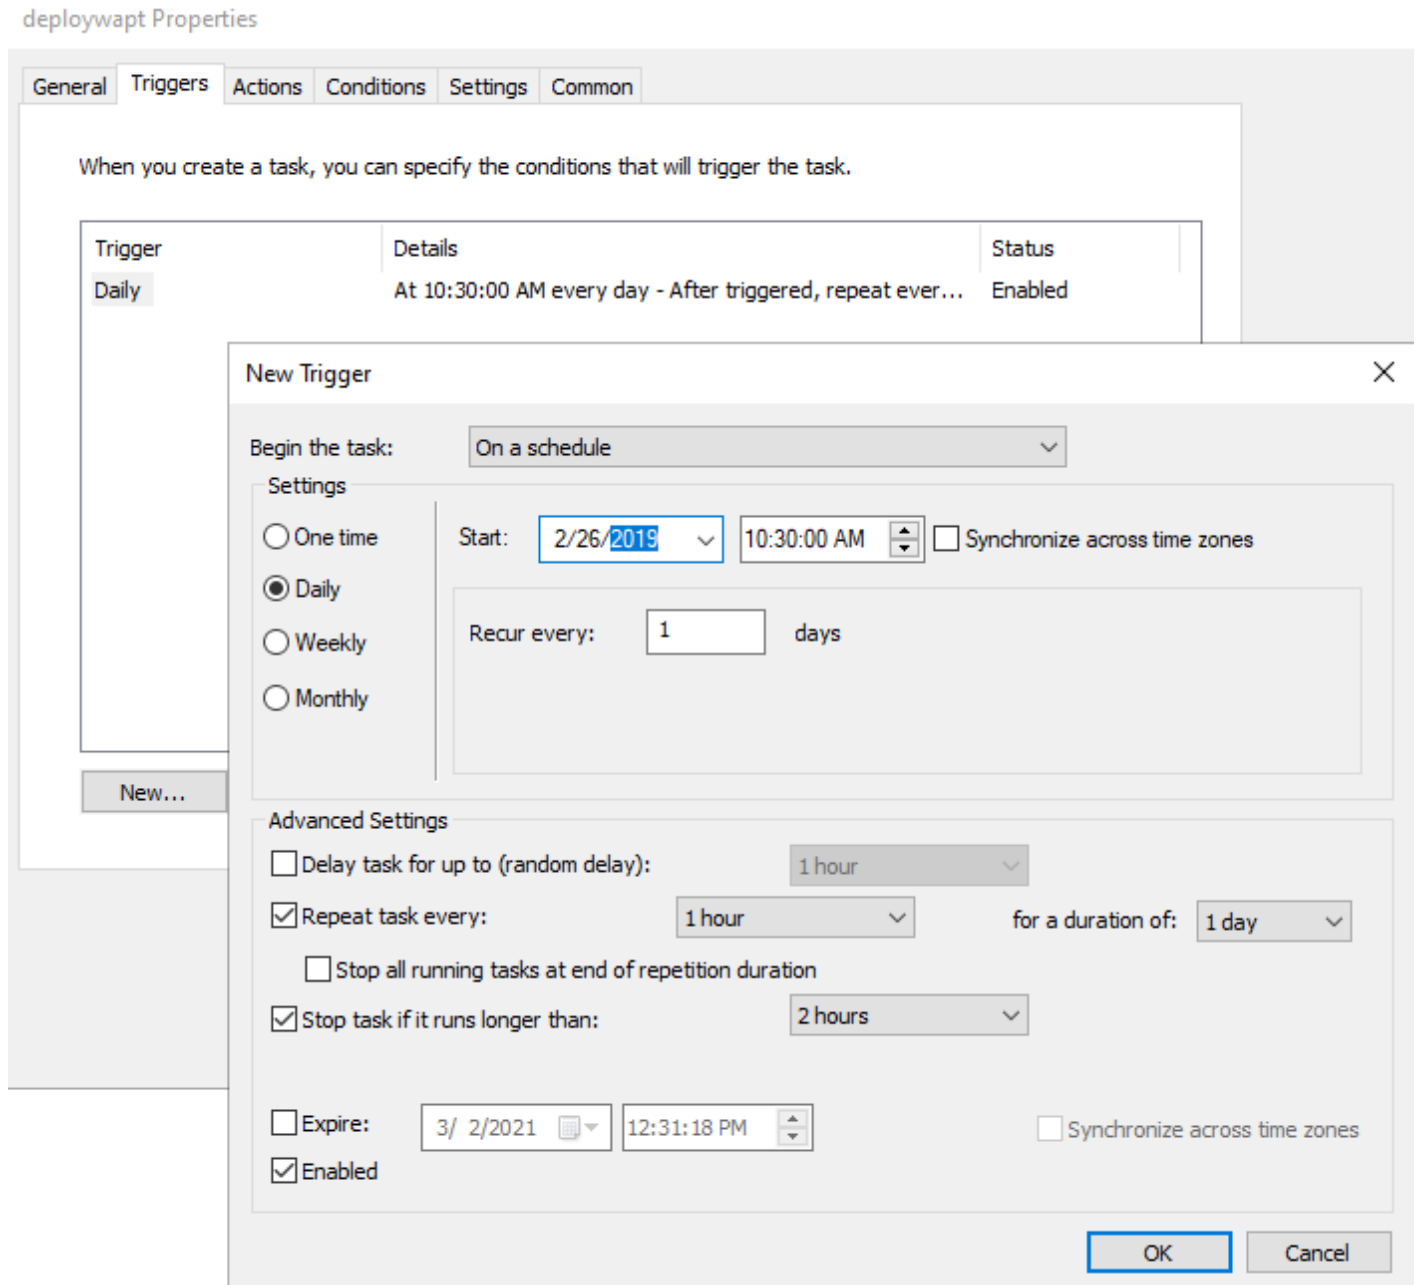 deploywapt Properties
General Triggers Actions Conditions Settings Common
When you create a task, you can specify the conditions that will trigger the task.
Trigger Details Status
Daily At 10:30:00 AM every day - After triggered, repeat ever... Enabled
New Trigger
Begin the task: On a schedule
Settings
One time Start: 2/26/2019 10:30:00 AM Synchronize across time zones
Daily
Recur every: 1 days
Weekly
Monthly
New...
Advanced Settings
Delay task for up to (random delay): 1 hour
Repeat task every: 1 hour for a duration of: 1 day
Stop all running tasks at end of repetition duration
Stop task if it runs longer than: 2 hours
Expire: 3/ 2/2021 12:31:18 PM Synchronize across time zones
Enabled
OK Cancel